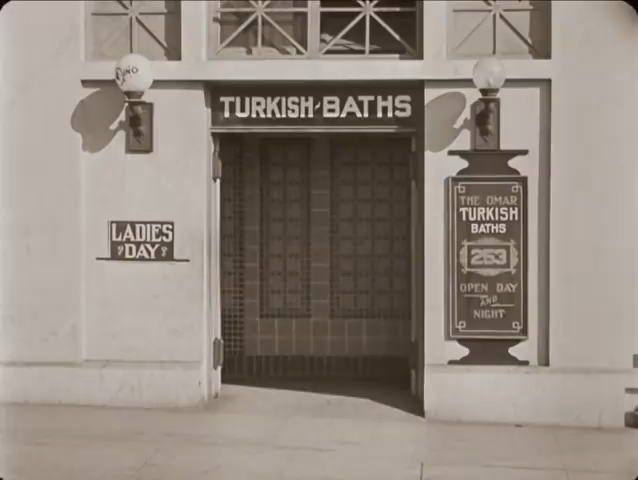 TURKISH-BATHS
LADIES
DAY
THE OMAR
TURKISH
BATHS
253
OPEN DAY
AND
NIGHT